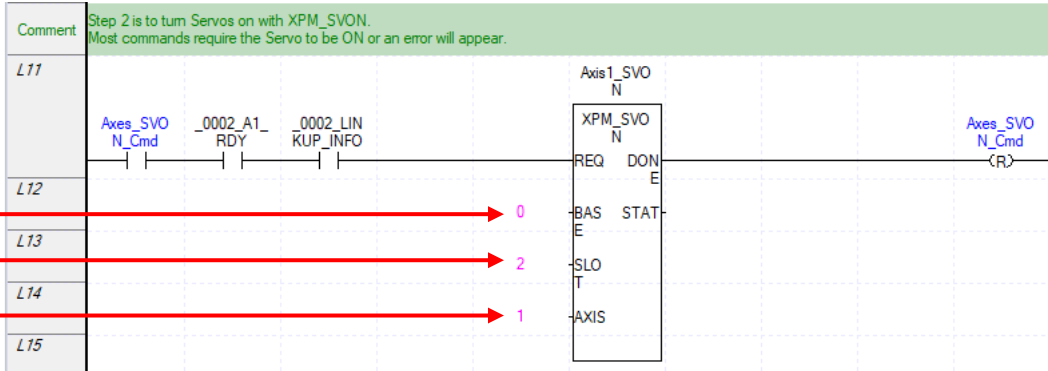 Comment
Step 2 is to turn Servos on with XPM_SVON.
Most commands require the Servo to be ON or an error will appear.
L11
Axis1_SVO
N
Axes_SVO
N_Cmd
_0002_A1_
RDY
_0002_LIN
KUP_INFO
XPM_SVO
N
Axes_SVO
N_Cmd
REQ DON
E
(R)
L12
0
BAS STAT
E
L13
2
SLO
T
L14
1
AXIS
L15